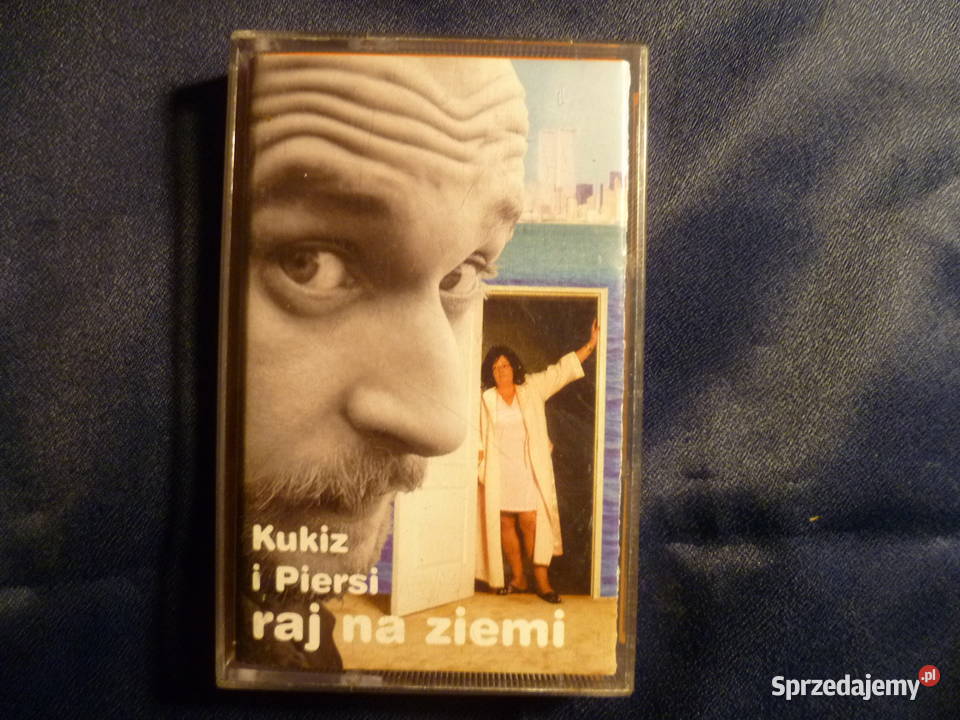 Kukiz
i Piersi
raj na ziemi
Sprzedajemy.pl